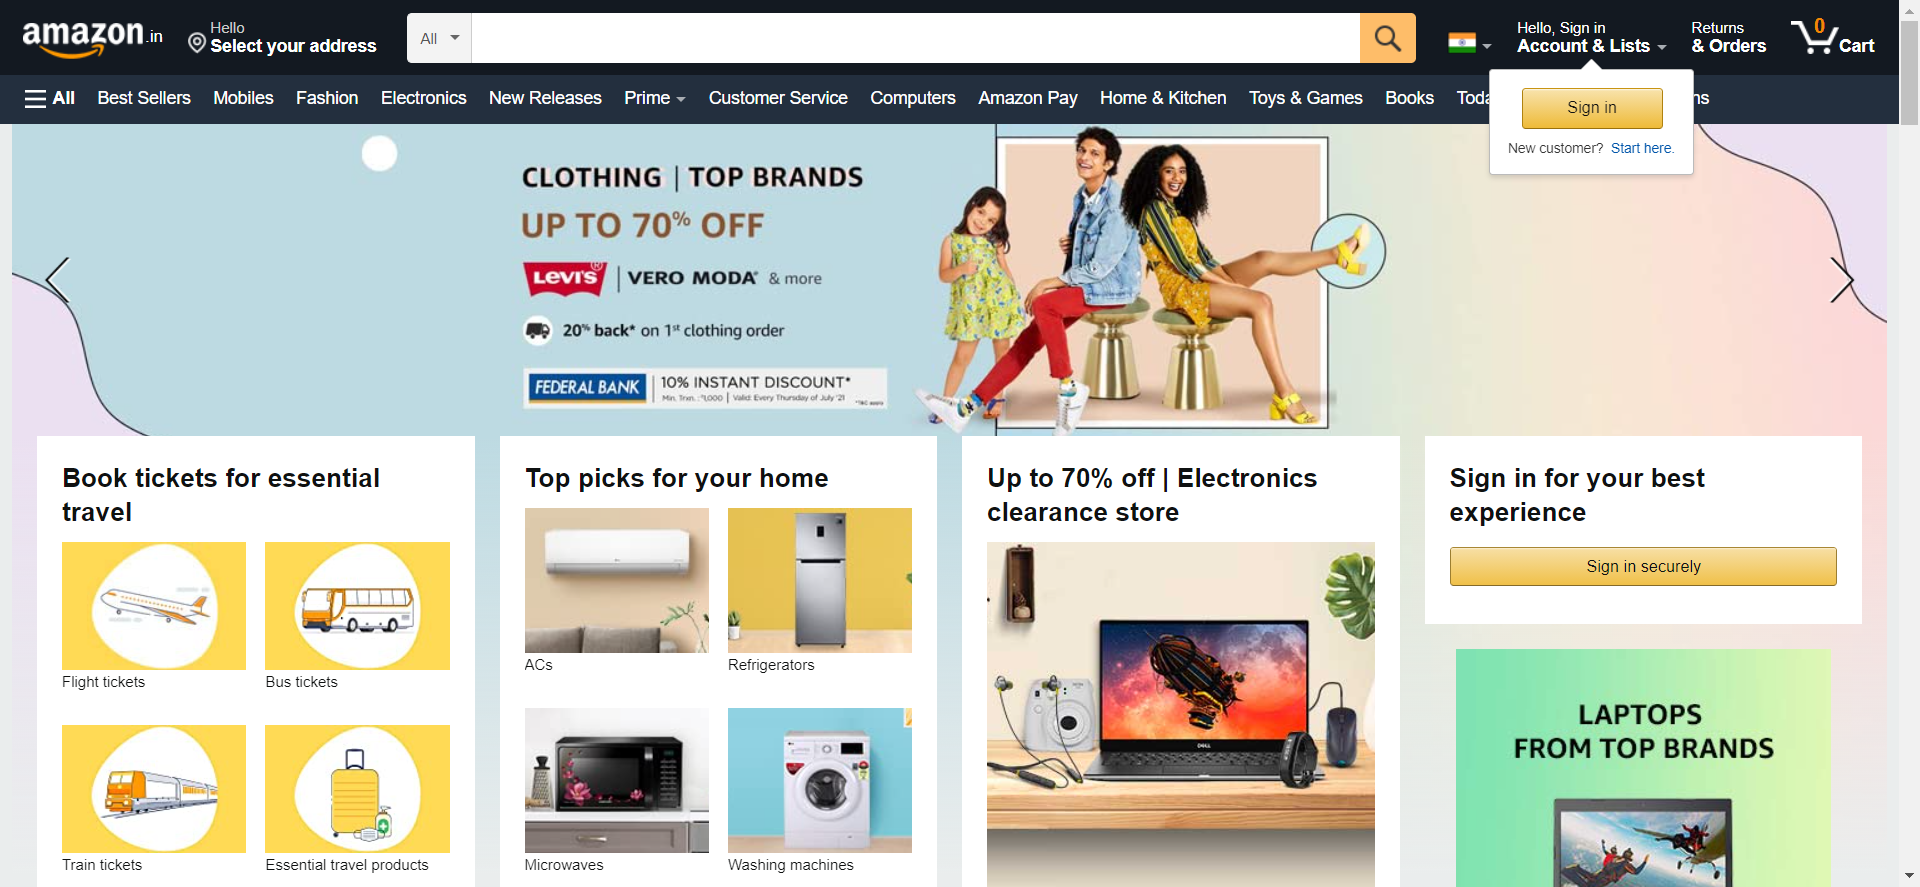 amazon.in
Hello
Select your address
All
Hello, Sign in
Account & Lists
Returns
& Orders
0
Cart
All
Best Sellers
Mobiles
Fashion
Electronics
New Releases
Prime
Customer Service
Computers
Amazon Pay
Home & Kitchen
Toys & Games
Books
Toda
ns
Sign in
New customer? Start here.
CLOTHING | TOP BRANDS
UP TO 70% OFF
LEVI'S® | VERO MODA® & more
20% back* on 1st clothing order
FEDERAL BANK
10% INSTANT DISCOUNT*
Min. Trxn.: ₹1,000 | Valid: Every Thursday of July '21
*T&C apply
Book tickets for essential
travel
Flight tickets
Bus tickets
Train tickets
Essential travel products
Top picks for your home
ACs
Refrigerators
Microwaves
Washing machines
Up to 70% off | Electronics
clearance store
DELL
Sign in for your best
experience
Sign in securely
LAPTOPS
FROM TOP BRANDS